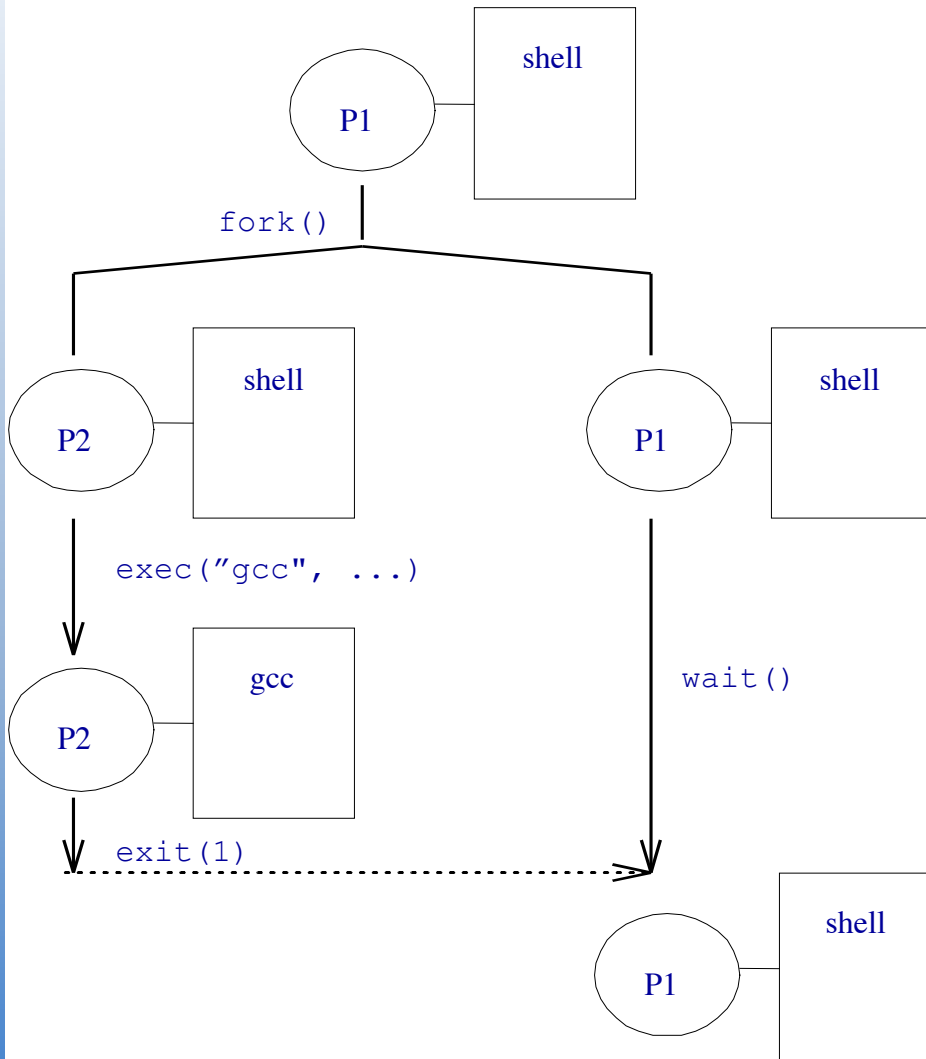 shell
P1
fork()
shell
shell
P2
P1
exec(”gcc", ...)
gcc
wait()
P2
exit(1)
shell
P1